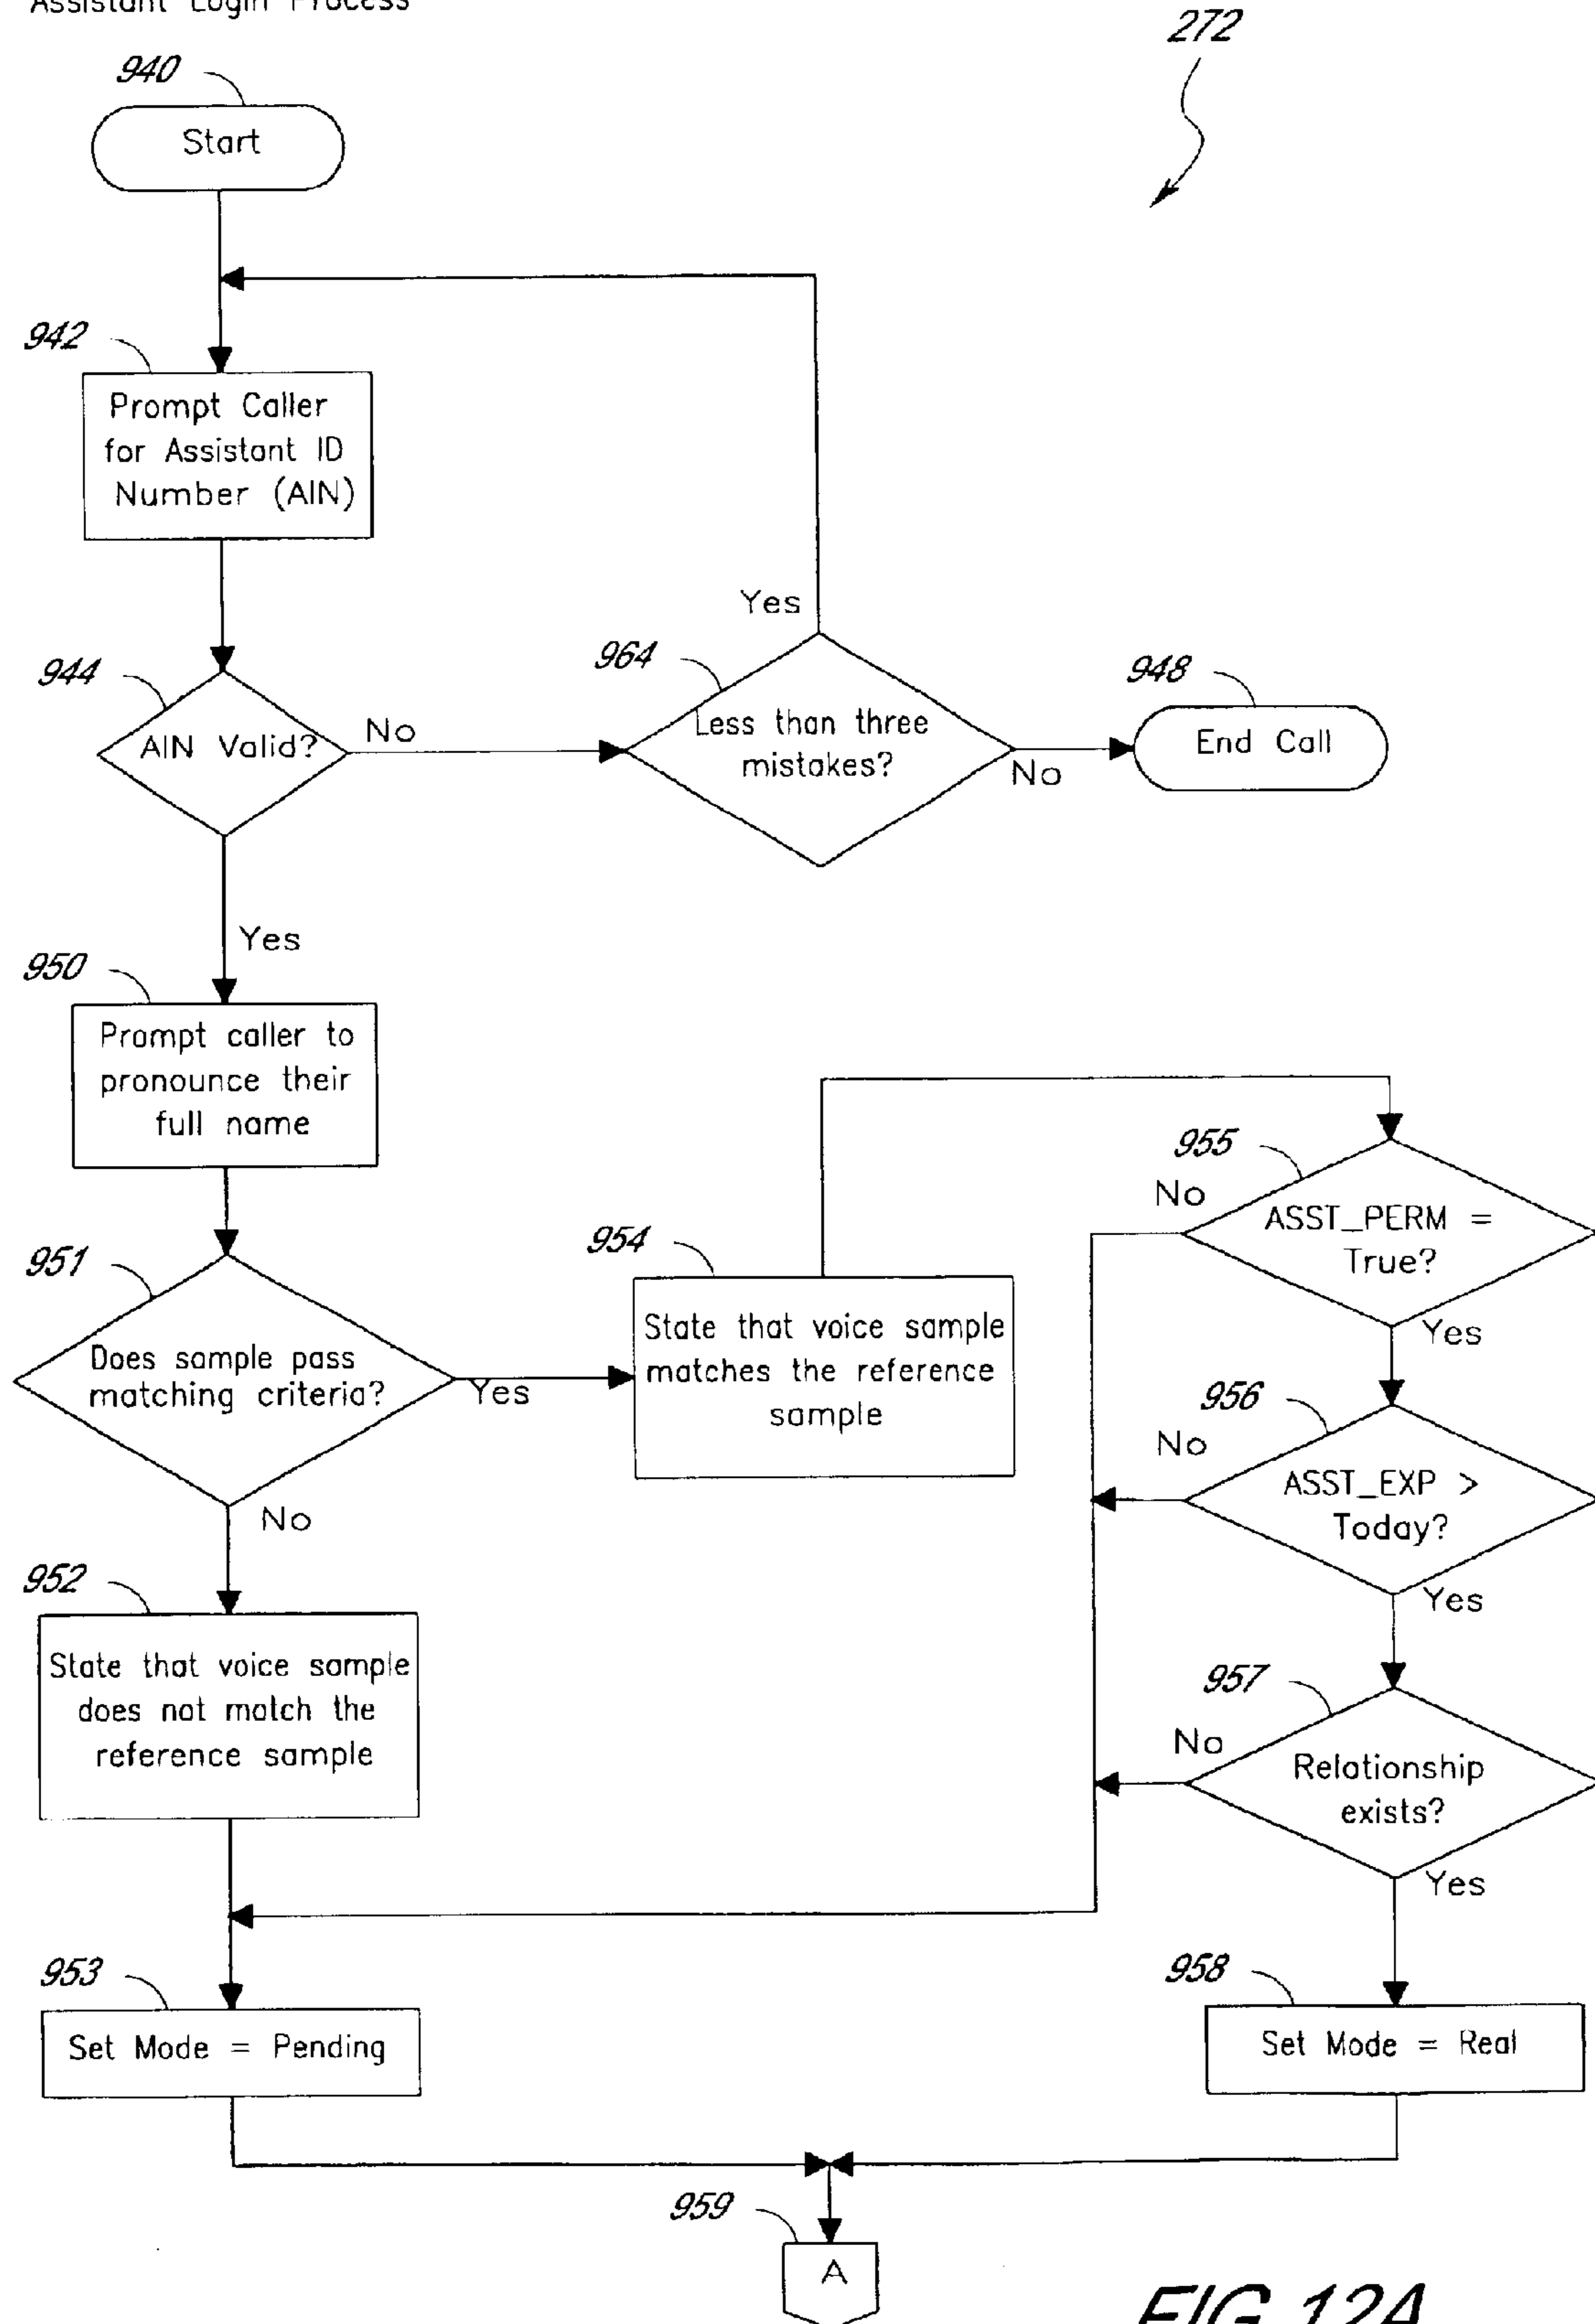 Assistant Login Process
272
940
Start
942
Prompt Caller
for Assistant ID
Number (AIN)
Yes
944
AIN Valid?
No
964
Less than three
mistakes?
No
948
End Call
Yes
950
Prompt caller to
pronounce their
full name
951
Does sample pass
matching criteria?
Yes
954
State that voice sample
matches the reference
sample
955
No
ASST_PERM =
True?
Yes
956
No
ASST_EXP >
Today?
Yes
957
No
Relationship
exists?
Yes
No
952
State that voice sample
does not match the
reference sample
953
Set Mode = Pending
958
Set Mode = Real
959
A
FIG.12A